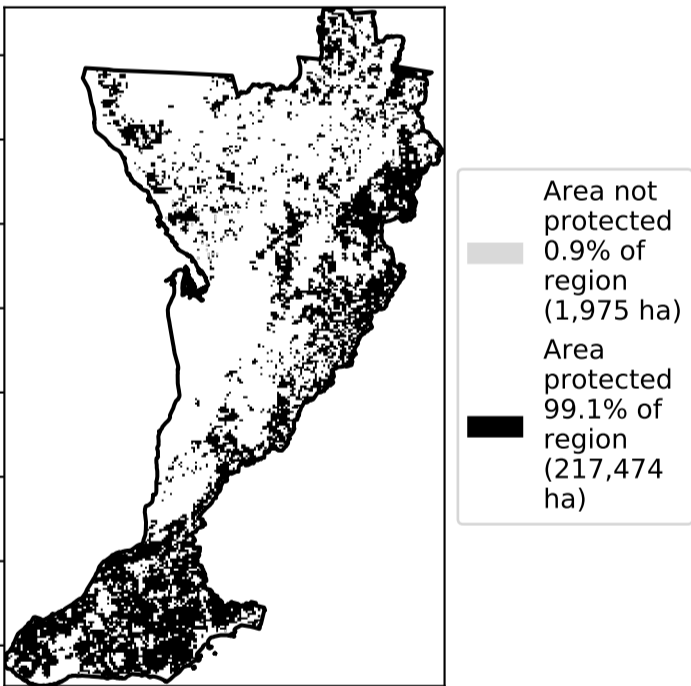 Area not
protected
0.9% of
region
(1,975 ha)
Area
protected
99.1% of
region
(217,474
ha)